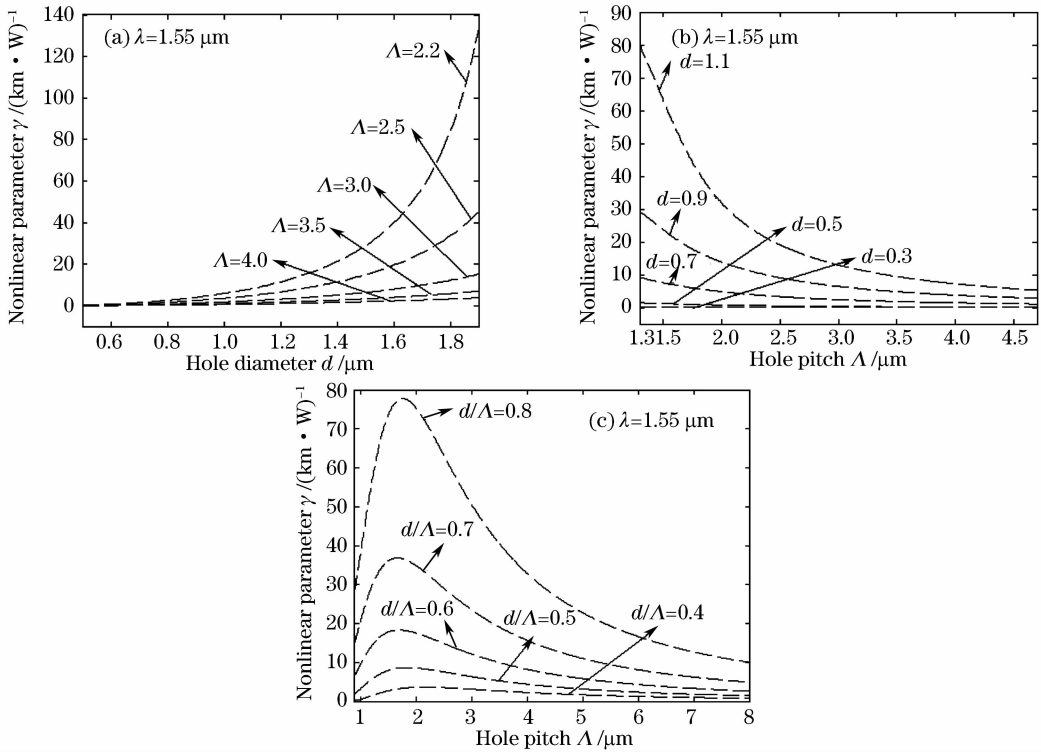 (a) λ=1.55 μm
Nonlinear parameter γ /(km • W)⁻¹
140
120
100
80
60
40
20
0
Λ=2.2
Λ=2.5
Λ=3.0
Λ=3.5
Λ=4.0
0.6 0.8 1.0 1.2 1.4 1.6 1.8
Hole diameter d /μm
(b) λ=1.55 μm
Nonlinear parameter γ /(km • W)⁻¹
90
80
70
60
50
40
30
20
10
0
d=1.1
d=0.9
d=0.5
d=0.7
d=0.3
1.31.5 2.0 2.5 3.0 3.5 4.0 4.5
Hole pitch Λ /μm
(c) λ=1.55 μm
Nonlinear parameter γ /(km • W)⁻¹
80
70
60
50
40
30
20
10
0
d/Λ=0.8
d/Λ=0.7
d/Λ=0.6
d/Λ=0.5
d/Λ=0.4
1 2 3 4 5 6 7 8
Hole pitch Λ /μm